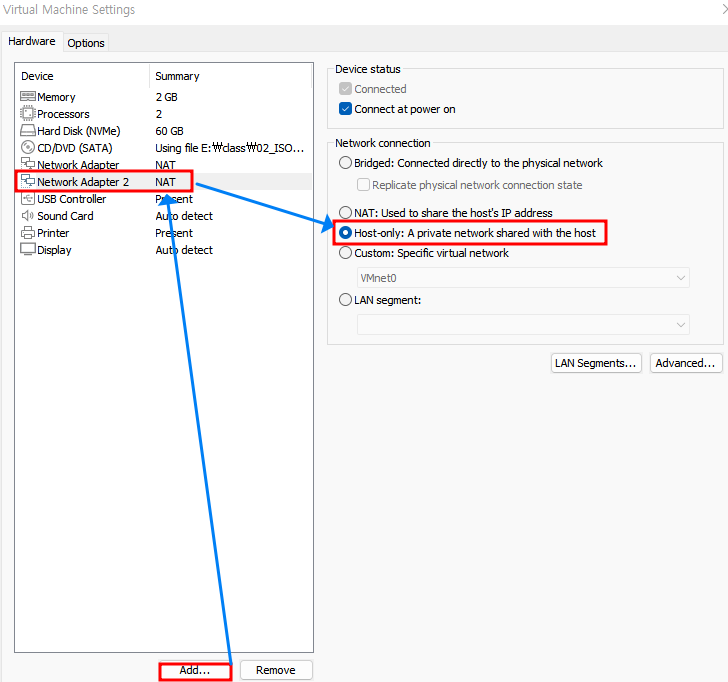 Virtual Machine Settings
Hardware Options
Device Summary
Memory 2 GB
Processors 2
Hard Disk (NVMe) 60 GB
CD/DVD (SATA) Using file E:₩class₩02_ISO...
Network Adapter NAT
Network Adapter 2 NAT
USB Controller Present
Sound Card Auto detect
Printer Present
Display Auto detect
Add... Remove
Device status
Connected
Connect at power on
Network connection
Bridged: Connected directly to the physical network
Replicate physical network connection state
NAT: Used to share the host's IP address
Host-only: A private network shared with the host
Custom: Specific virtual network
VMnet0
LAN segment:
LAN Segments... Advanced...